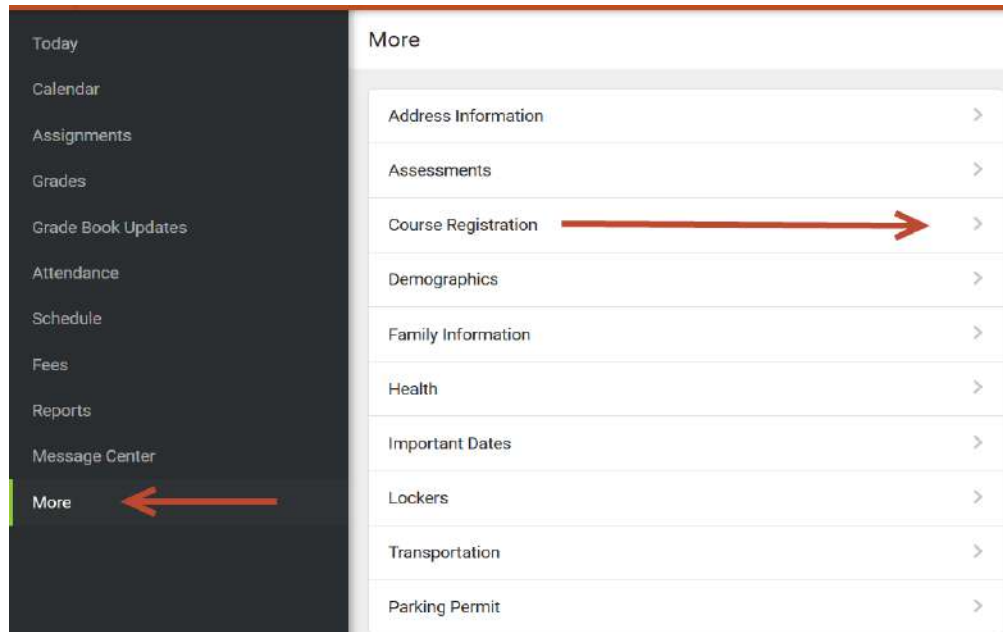 Today
Calendar
Assignments
Grades
Grade Book Updates
Attendance
Schedule
Fees
Reports
Message Center
More
More
Address Information
Assessments
Course Registration
Demographics
Family Information
Health
Important Dates
Lockers
Transportation
Parking Permit